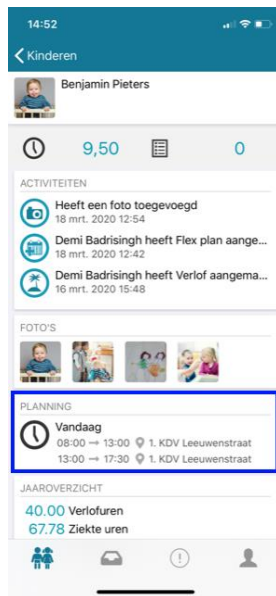 14:52
Kinderen
Benjamin Pieters
9,50 0
ACTIVITEITEN
Heeft een foto toegevoegd
18 mrt. 2020 12:54
Demi Badrisingh heeft Flex plan aange...
18 mrt. 2020 12:42
Demi Badrisingh heeft Verlof aangema...
16 mrt. 2020 15:48
FOTO'S
PLANNING
Vandaag
08:00 → 13:00 1. KDV Leeuwenstraat
13:00 → 17:30 1. KDV Leeuwenstraat
JAAROVERZICHT
40.00 Verlofuren
67.78 Ziekte uren